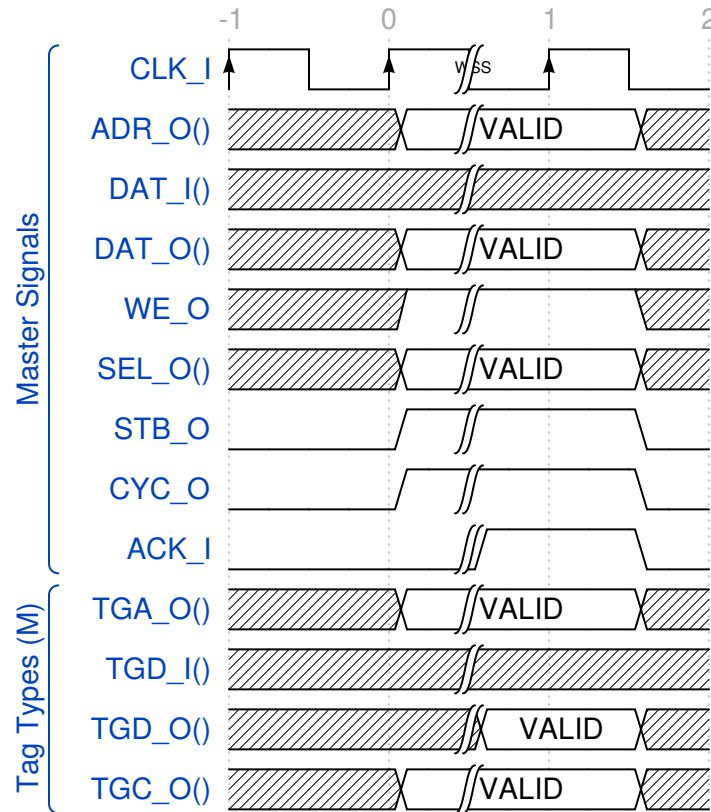 -1 0 1 2
Master Signals
CLK_I
WSS
ADR_O() VALID
DAT_I()
DAT_O() VALID
WE_O
SEL_O() VALID
STB_O
CYC_O
ACK_I
Tag Types (M)
TGA_O() VALID
TGD_I()
TGD_O() VALID
TGC_O() VALID